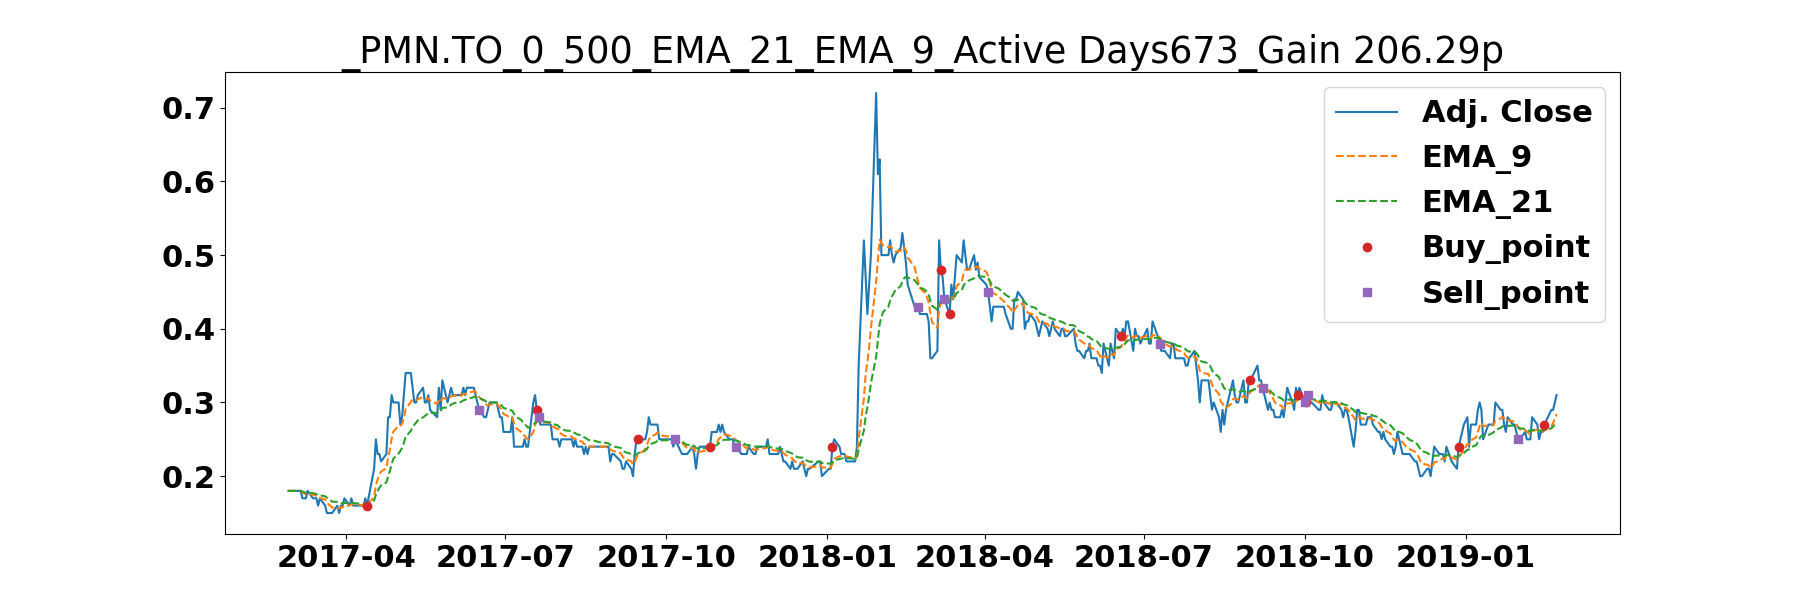 _PMN.TO_0_500_EMA_21_EMA_9_Active Days673_Gain 206.29p
0.7
0.6
0.5
0.4
0.3
0.2
Adj. Close
EMA_9
EMA_21
Buy_point
Sell_point
2017-04 2017-07 2017-10 2018-01 2018-04 2018-07 2018-10 2019-01